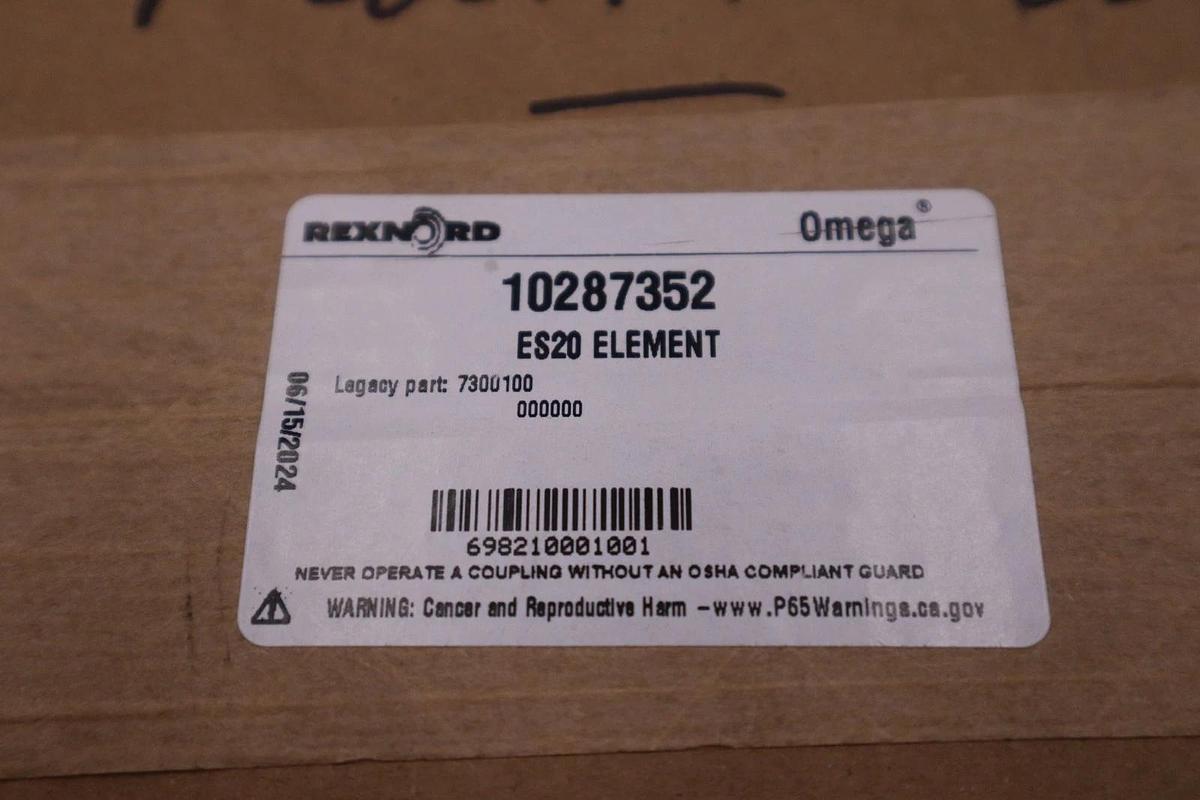 REXNORD Omega®
10287352
ES20 ELEMENT
Legacy part: 7300100
000000
06/15/2024
698210001001
NEVER OPERATE A COUPLING WITHOUT AN OSHA COMPLIANT GUARD
WARNING: Cancer and Reproductive Harm -www.P65Warnings.ca.gov